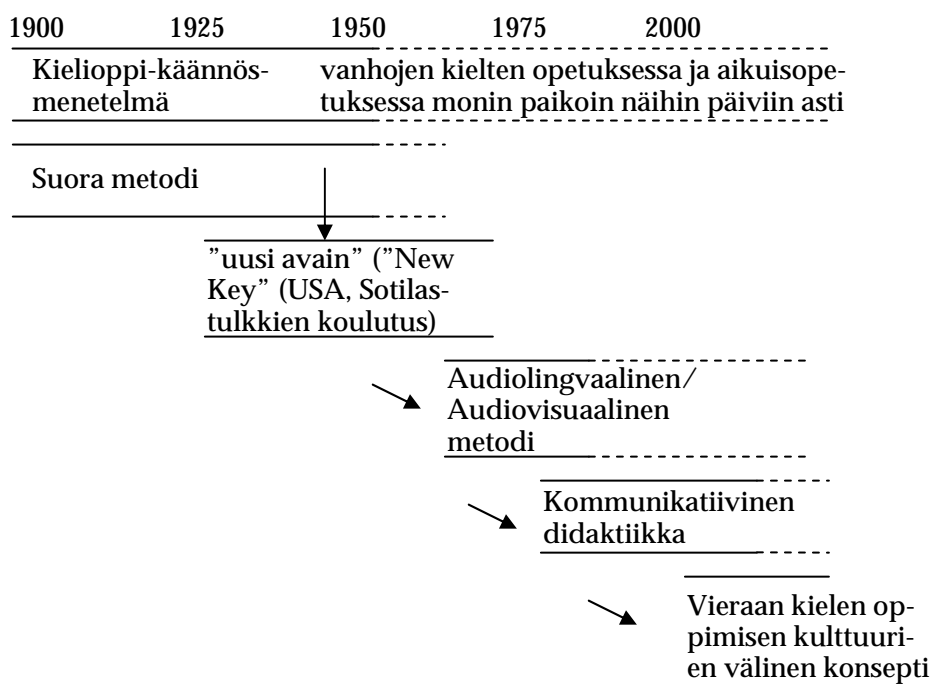 1900 1925 1950 1975 2000
Kielioppi-käännös-
menetelmä
vanhojen kielten opetuksessa ja aikuisope-
tuksessa monin paikoin näihin päiviin asti
Suora metodi
”uusi avain” (”New
Key” (USA, Sotilas-
tulkkien koulutus)
Audiolingvaalinen/
Audiovisuaalinen
metodi
Kommunikatiivinen
didaktiikka
Vieraan kielen op-
pimisen kulttuuri-
en välinen konsepti